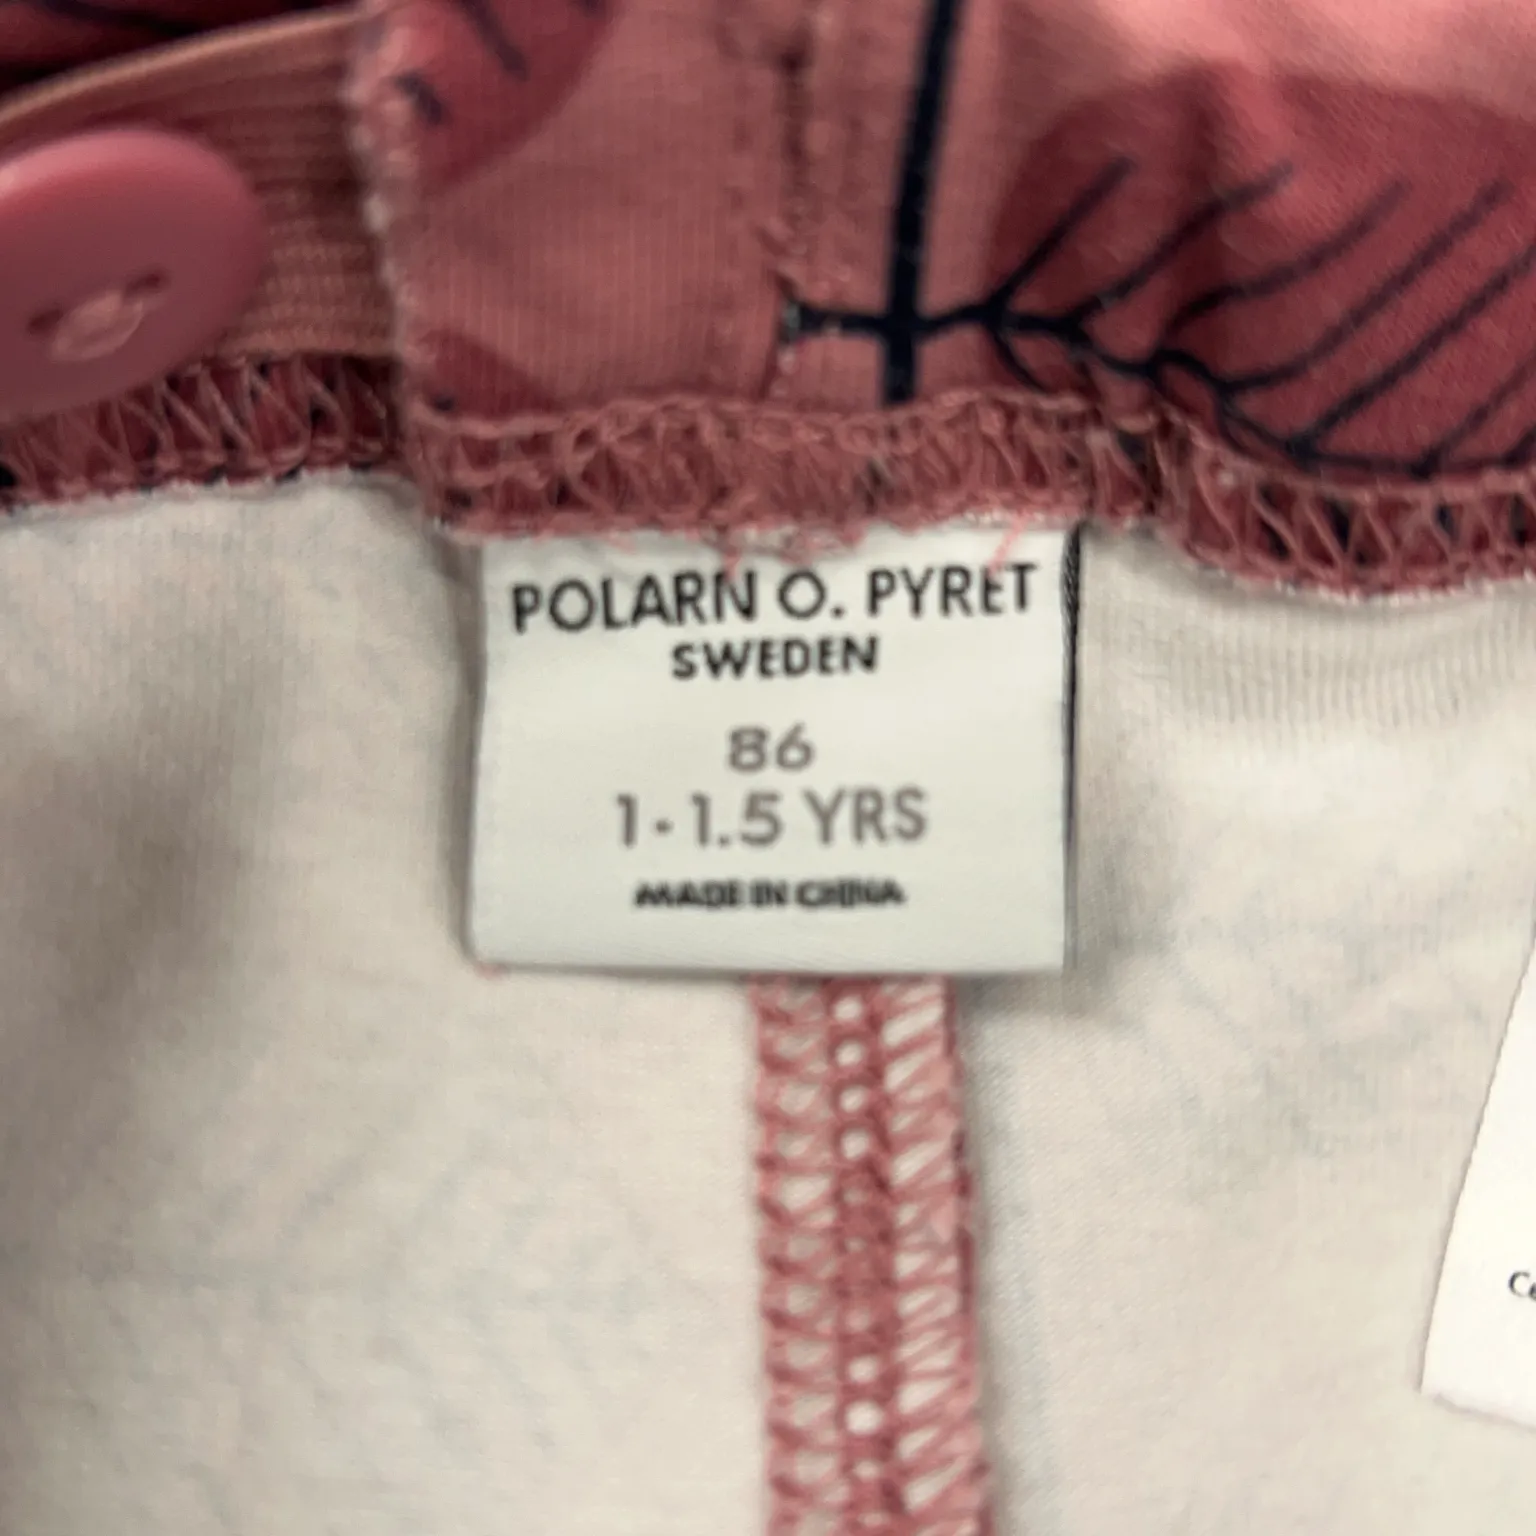 POLARN O. PYRET
SWEDEN
86
1-1.5 YRS
MADE IN CHINA